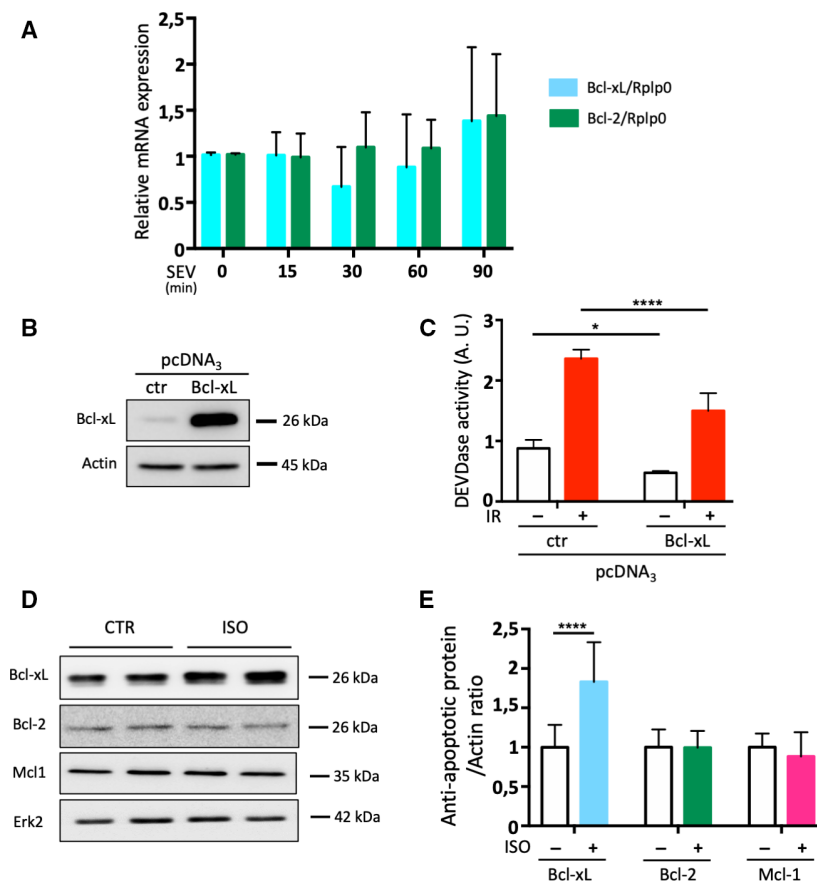 A
2,5
2
1,5
1
0.5
0
Relative mRNA expression
SEV 0 15 30 60 90
(min)
Bcl-xL/Rplp0
Bcl-2/Rplp0
B
pcDNA3
ctr Bcl-xL
Bcl-xL 26 kDa
Actin 45 kDa
C
**** 
*
3
2
1
0
DEVDase activity (A. U.)
IR – + – +
ctr Bcl-xL
pcDNA3
D
CTR ISO
Bcl-xL 26 kDa
Bcl-2 26 kDa
Mcl1 35 kDa
Erk2 42 kDa
E
****
2,5
2
1,5
1
0,5
0
Anti-apoptotic protein
/Actin ratio
ISO – + – + – +
Bcl-xL Bcl-2 Mcl-1